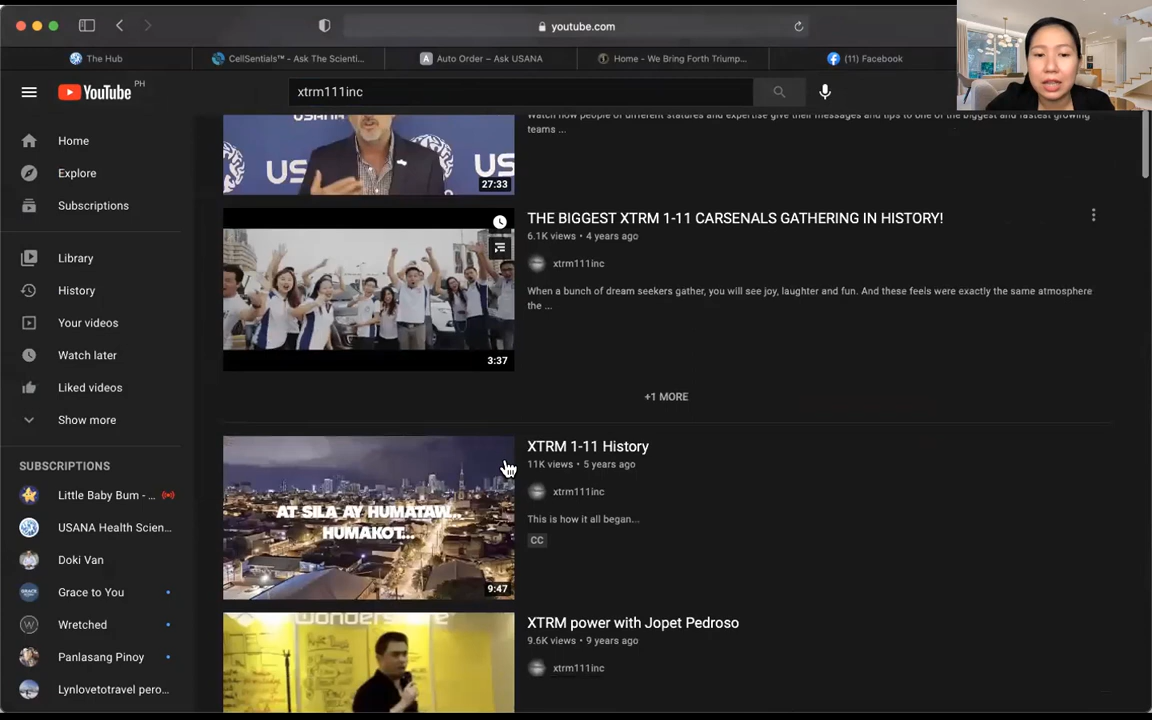 youtube.com
The Hub
CellSentials™ - Ask The Scienti...
Auto Order – Ask USANA
Home - We Bring Forth Triump...
(11) Facebook
YouTube PH
xtrm111inc
Home
Explore
Subscriptions
Library
History
Your videos
Watch later
Liked videos
Show more
SUBSCRIPTIONS
Little Baby Bum - ...
USANA Health Scien...
Doki Van
Grace to You
Wretched
Panlasang Pinoy
Lynlovetotravel pero...
Watch how people of different statures and expertise give their messages and tips to one of the biggest and fastest growing
teams ...
US
US
27:33
THE BIGGEST XTRM 1-11 CARSENALS GATHERING IN HISTORY!
6.1K views • 4 years ago
xtrm111inc
When a bunch of dream seekers gather, you will see joy, laughter and fun. And these feels were exactly the same atmosphere
the ...
3:37
+1 MORE
XTRM 1-11 History
11K views • 5 years ago
xtrm111inc
This is how it all began...
CC
AT SILA AY HUMATAW...
HUMAKOT...
9:47
XTRM power with Jopet Pedroso
9.6K views • 9 years ago
xtrm111inc